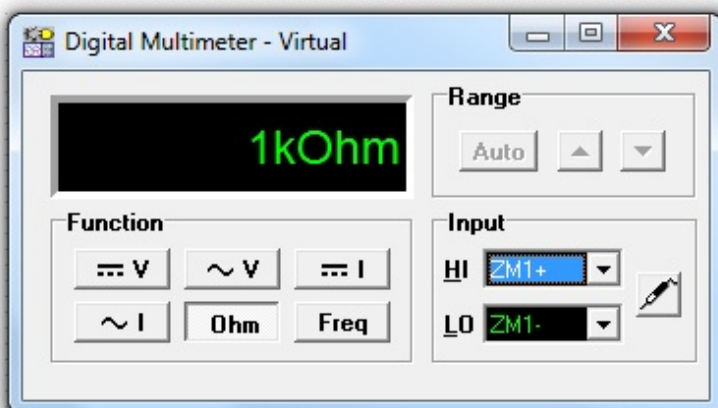 Digital Multimeter - Virtual
1kOhm
Range
Auto
Function
V
V
I
I
Ohm
Freq
Input
HI ZM1+
LO ZM1-